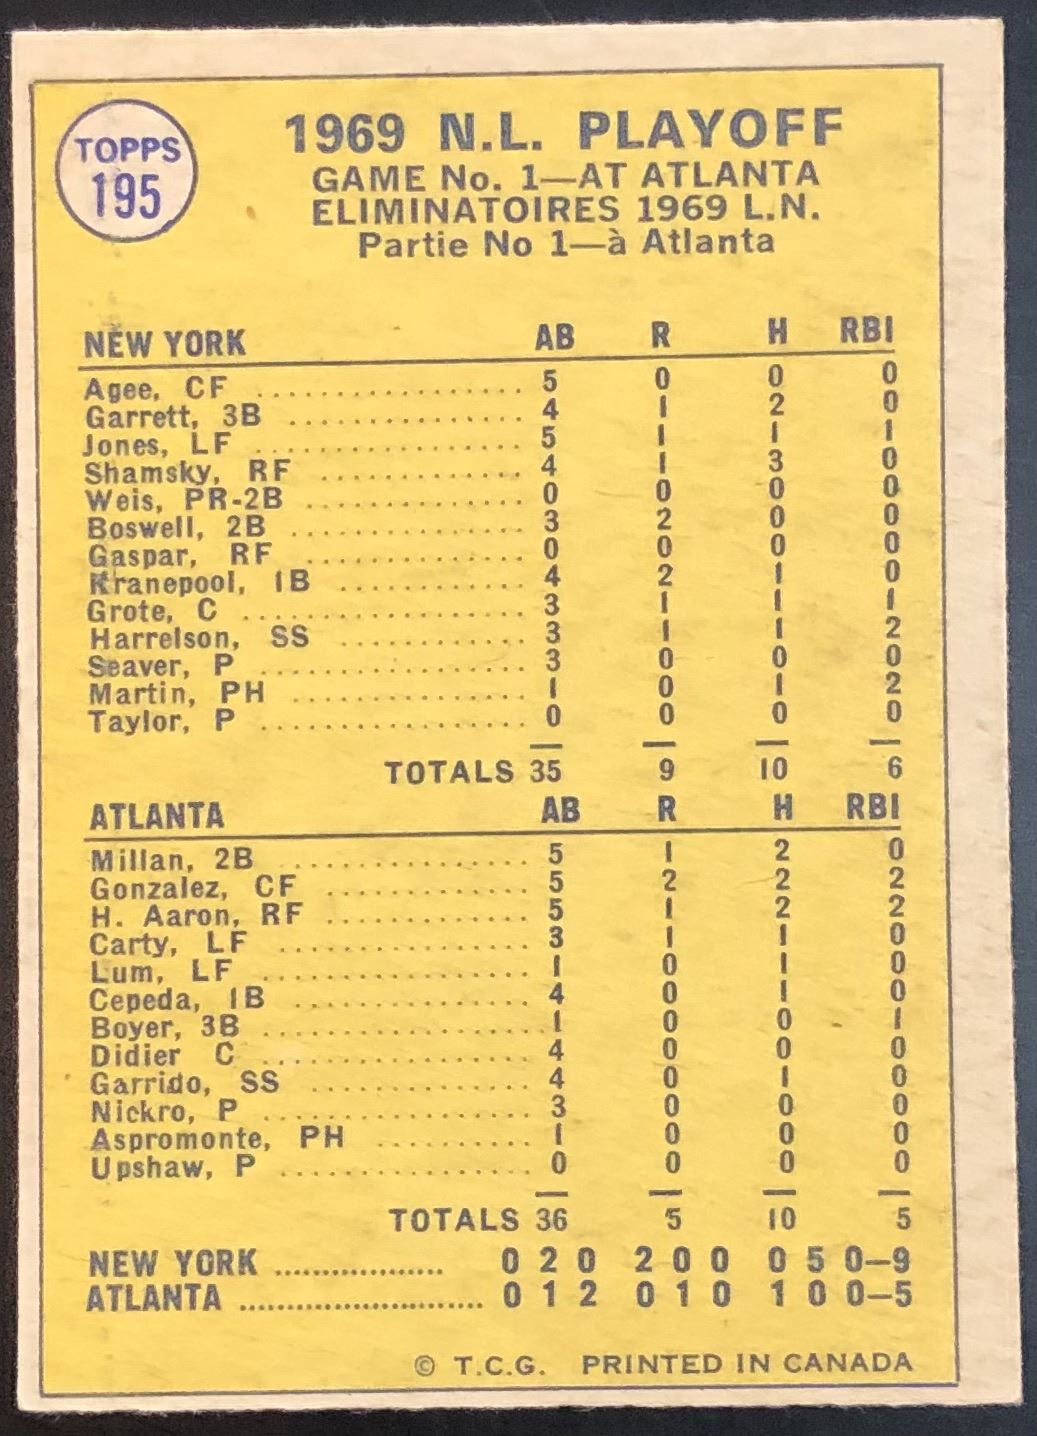 TOPPS
195
1969 N.L. PLAYOFF
GAME No. 1—AT ATLANTA
ELIMINATOIRES 1969 L.N.
Partie No 1—à Atlanta
NEW YORK AB R H RBI
Agee, CF .................... 5 0 0 0
Garrett, 3B .................. 4 1 2 0
Jones, LF .................... 5 1 1 1
Shamsky, RF ............... 4 1 3 0
Weis, PR-2B ............... 0 0 0 0
Boswell, 2B ................. 3 2 0 0
Gaspar, RF .................. 0 0 0 0
Kranepool, 1B .............. 4 2 1 0
Grote, C ..................... 3 1 1 1
Harrelson, SS .............. 3 1 1 2
Seaver, P .................... 3 0 0 0
Martin, PH .................. 1 0 1 2
Taylor, P .................... 0 0 0 0
TOTALS 35 9 10 6
ATLANTA AB R H RBI
Millan, 2B ................... 5 1 2 0
Gonzalez, CF ............... 5 2 2 2
H. Aaron, RF ............... 5 1 2 2
Carty, LF .................... 3 1 1 0
Lum, LF ..................... 1 0 1 0
Cepeda, 1B .................. 4 0 1 0
Boyer, 3B .................... 1 0 0 1
Didier C ..................... 4 0 0 0
Garrido, SS ................. 4 0 1 0
Nickro, P .................... 3 0 0 0
Aspromonte, PH ........... 1 0 0 0
Upshaw, P ................... 0 0 0 0
TOTALS 36 5 10 5
NEW YORK .................. 0 2 0 2 0 0 0 5 0—9
ATLANTA .......................... 0 1 2 0 1 0 1 0 0—5
© T.C.G. PRINTED IN CANADA